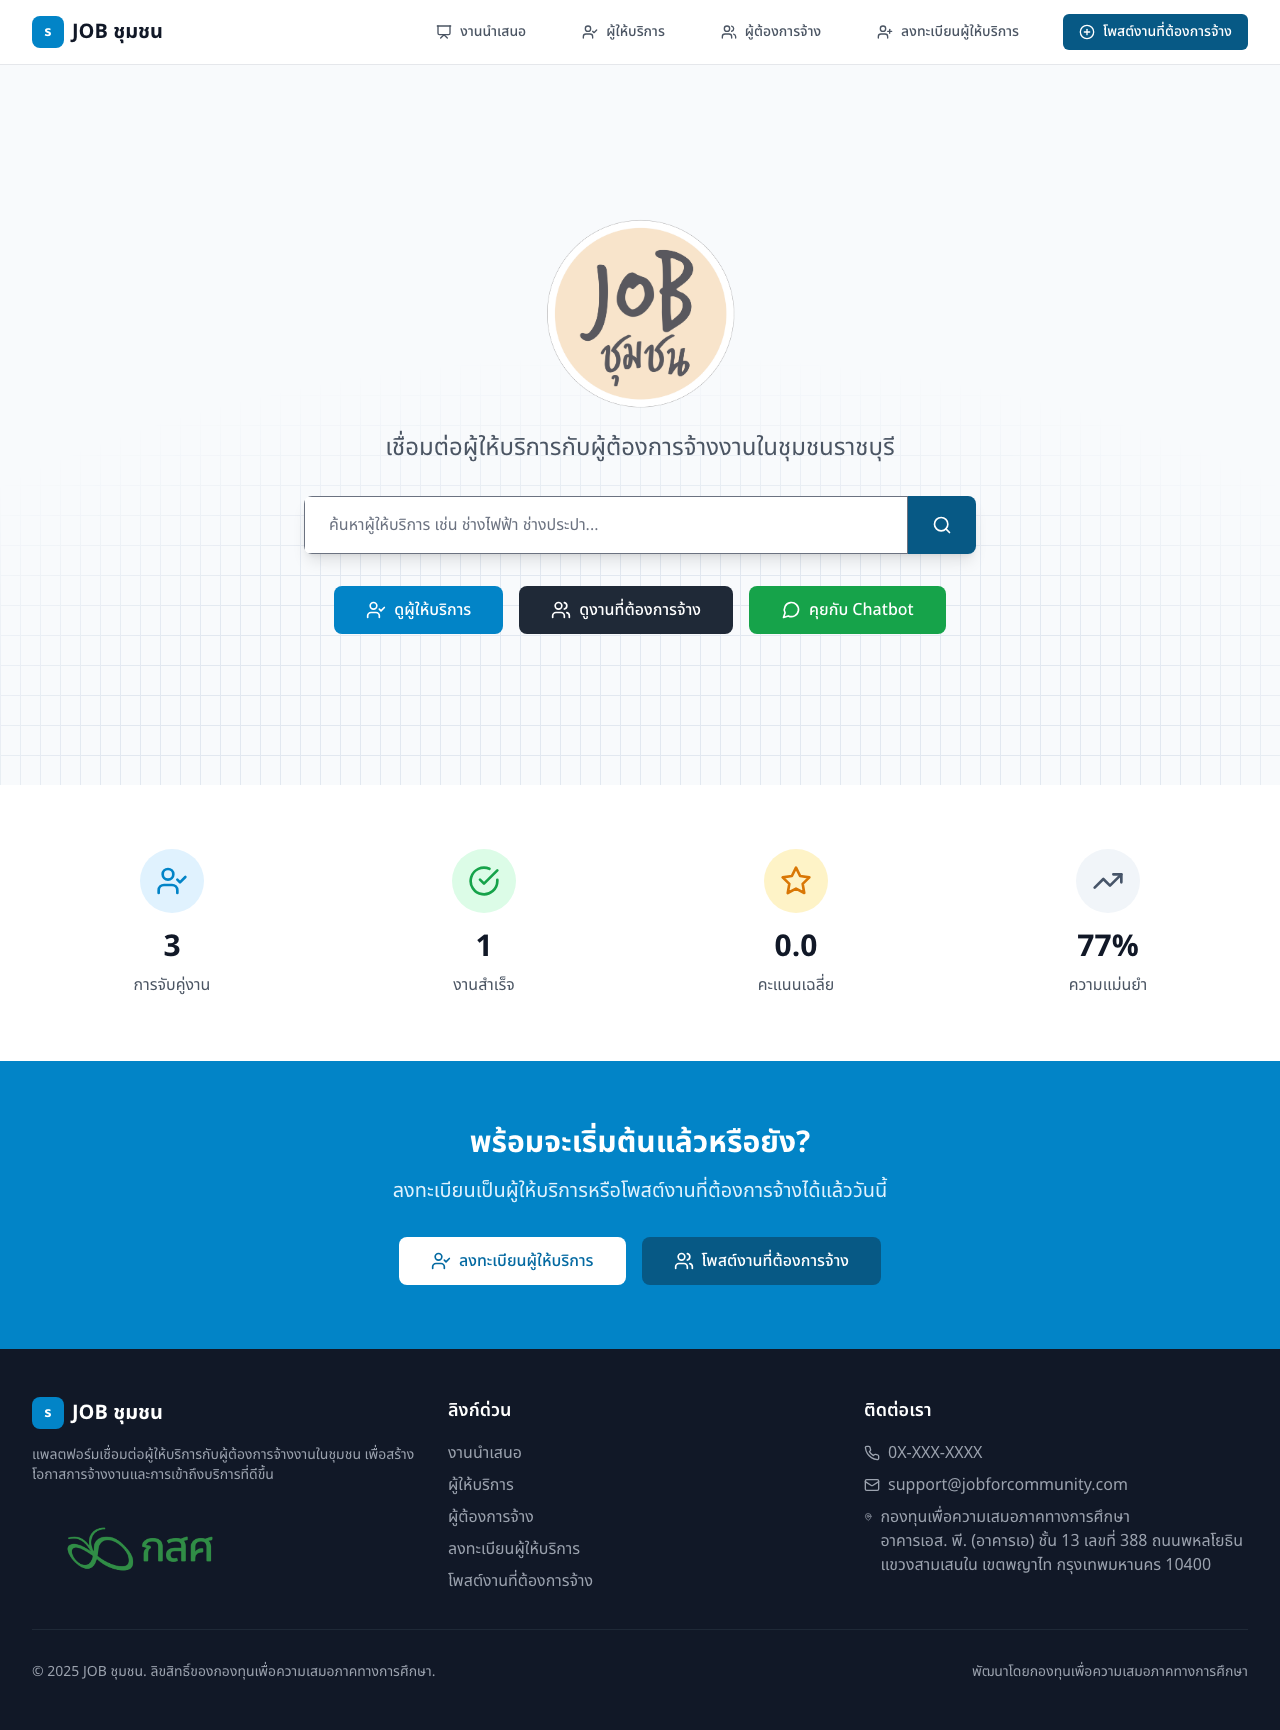 s JOB ชุมชน
งานนำเสนอ
ผู้ให้บริการ
ผู้ต้องการจ้าง
ลงทะเบียนผู้ให้บริการ
โพสต์งานที่ต้องการจ้าง
JOB
ชุมชน
เชื่อมต่อผู้ให้บริการกับผู้ต้องการจ้างงานในชุมชนราชบุรี
ค้นหาผู้ให้บริการ เช่น ช่างไฟฟ้า ช่างประปา...
ดูผู้ให้บริการ
ดูงานที่ต้องการจ้าง
คุยกับ Chatbot
3
การจับคู่งาน
1
งานสำเร็จ
0.0
คะแนนเฉลี่ย
77%
ความแม่นยำ
พร้อมจะเริ่มต้นแล้วหรือยัง?
ลงทะเบียนเป็นผู้ให้บริการหรือโพสต์งานที่ต้องการจ้างได้แล้ววันนี้
ลงทะเบียนผู้ให้บริการ
โพสต์งานที่ต้องการจ้าง
s JOB ชุมชน
แพลตฟอร์มเชื่อมต่อผู้ให้บริการกับผู้ต้องการจ้างงานในชุมชน เพื่อสร้าง
โอกาสการจ้างงานและการเข้าถึงบริการที่ดีขึ้น
กสศ
ลิงก์ด่วน
งานนำเสนอ
ผู้ให้บริการ
ผู้ต้องการจ้าง
ลงทะเบียนผู้ให้บริการ
โพสต์งานที่ต้องการจ้าง
ติดต่อเรา
0X-XXX-XXXX
support@jobforcommunity.com
กองทุนเพื่อความเสมอภาคทางการศึกษา
อาคารเอส. พี. (อาคารเอ) ชั้น 13 เลขที่ 388 ถนนพหลโยธิน
แขวงสามเสนใน เขตพญาไท กรุงเทพมหานคร 10400
© 2025 JOB ชุมชน. ลิขสิทธิ์ของกองทุนเพื่อความเสมอภาคทางการศึกษา.
พัฒนาโดยกองทุนเพื่อความเสมอภาคทางการศึกษา